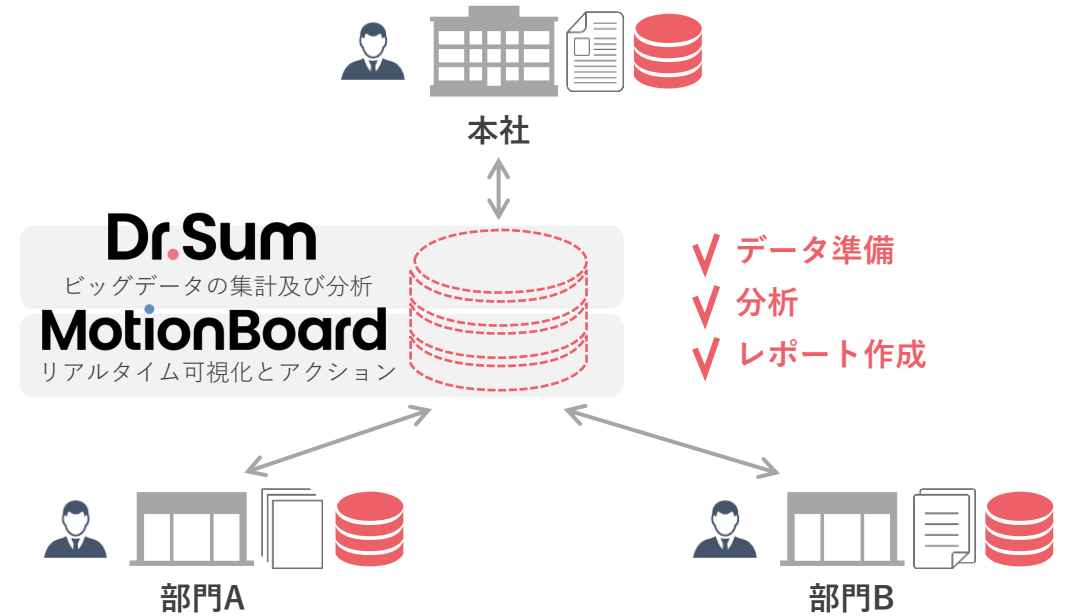 本社
Dr.Sum
ビッグデータの集計及び分析
MotionBoard
リアルタイム可視化とアクション
データ準備
分析
レポート作成
部門A
部門B